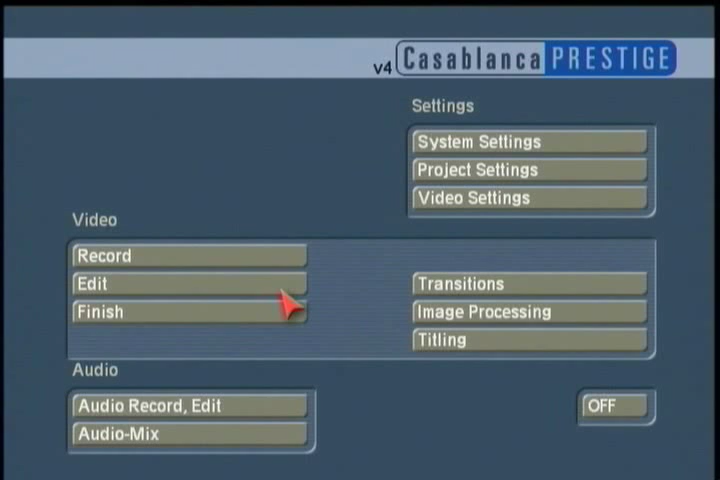 v4 Casablanca PRESTIGE
Settings
System Settings
Project Settings
Video Settings
Video
Record
Edit
Finish
Transitions
Image Processing
Titling
Audio
Audio Record, Edit
Audio-Mix
OFF